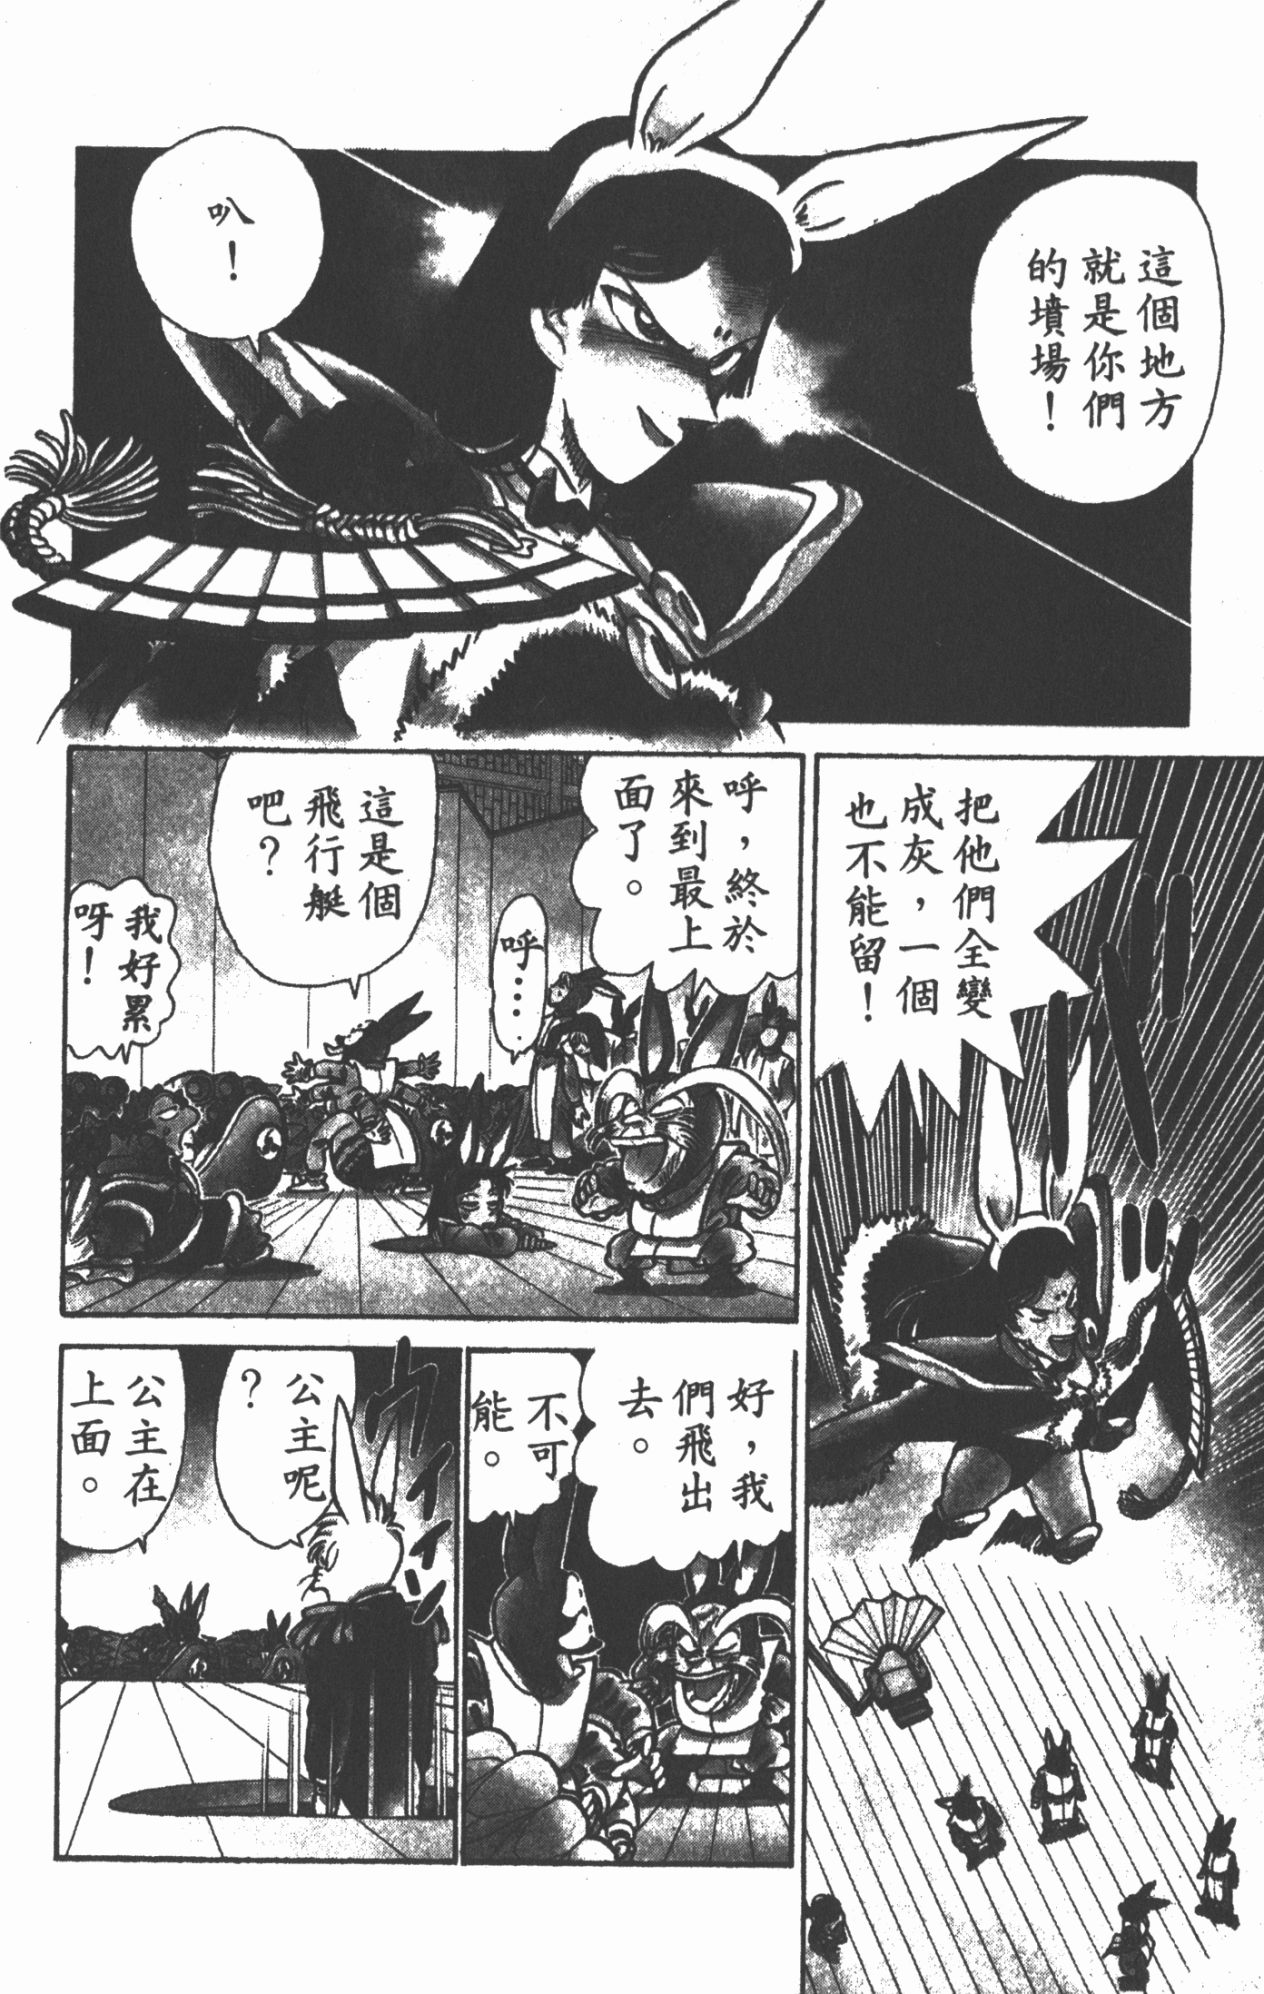 這個地方
就是你們
的墳場！
叭！
把他們全變
成灰，一個
也不能留！
呼，終於
來到最上
面了。
呼……
這是個
飛行艇
吧？
我好累
呀！
好，我
們飛出
去。
不可
能。
公主呢
？
公主在
上面。